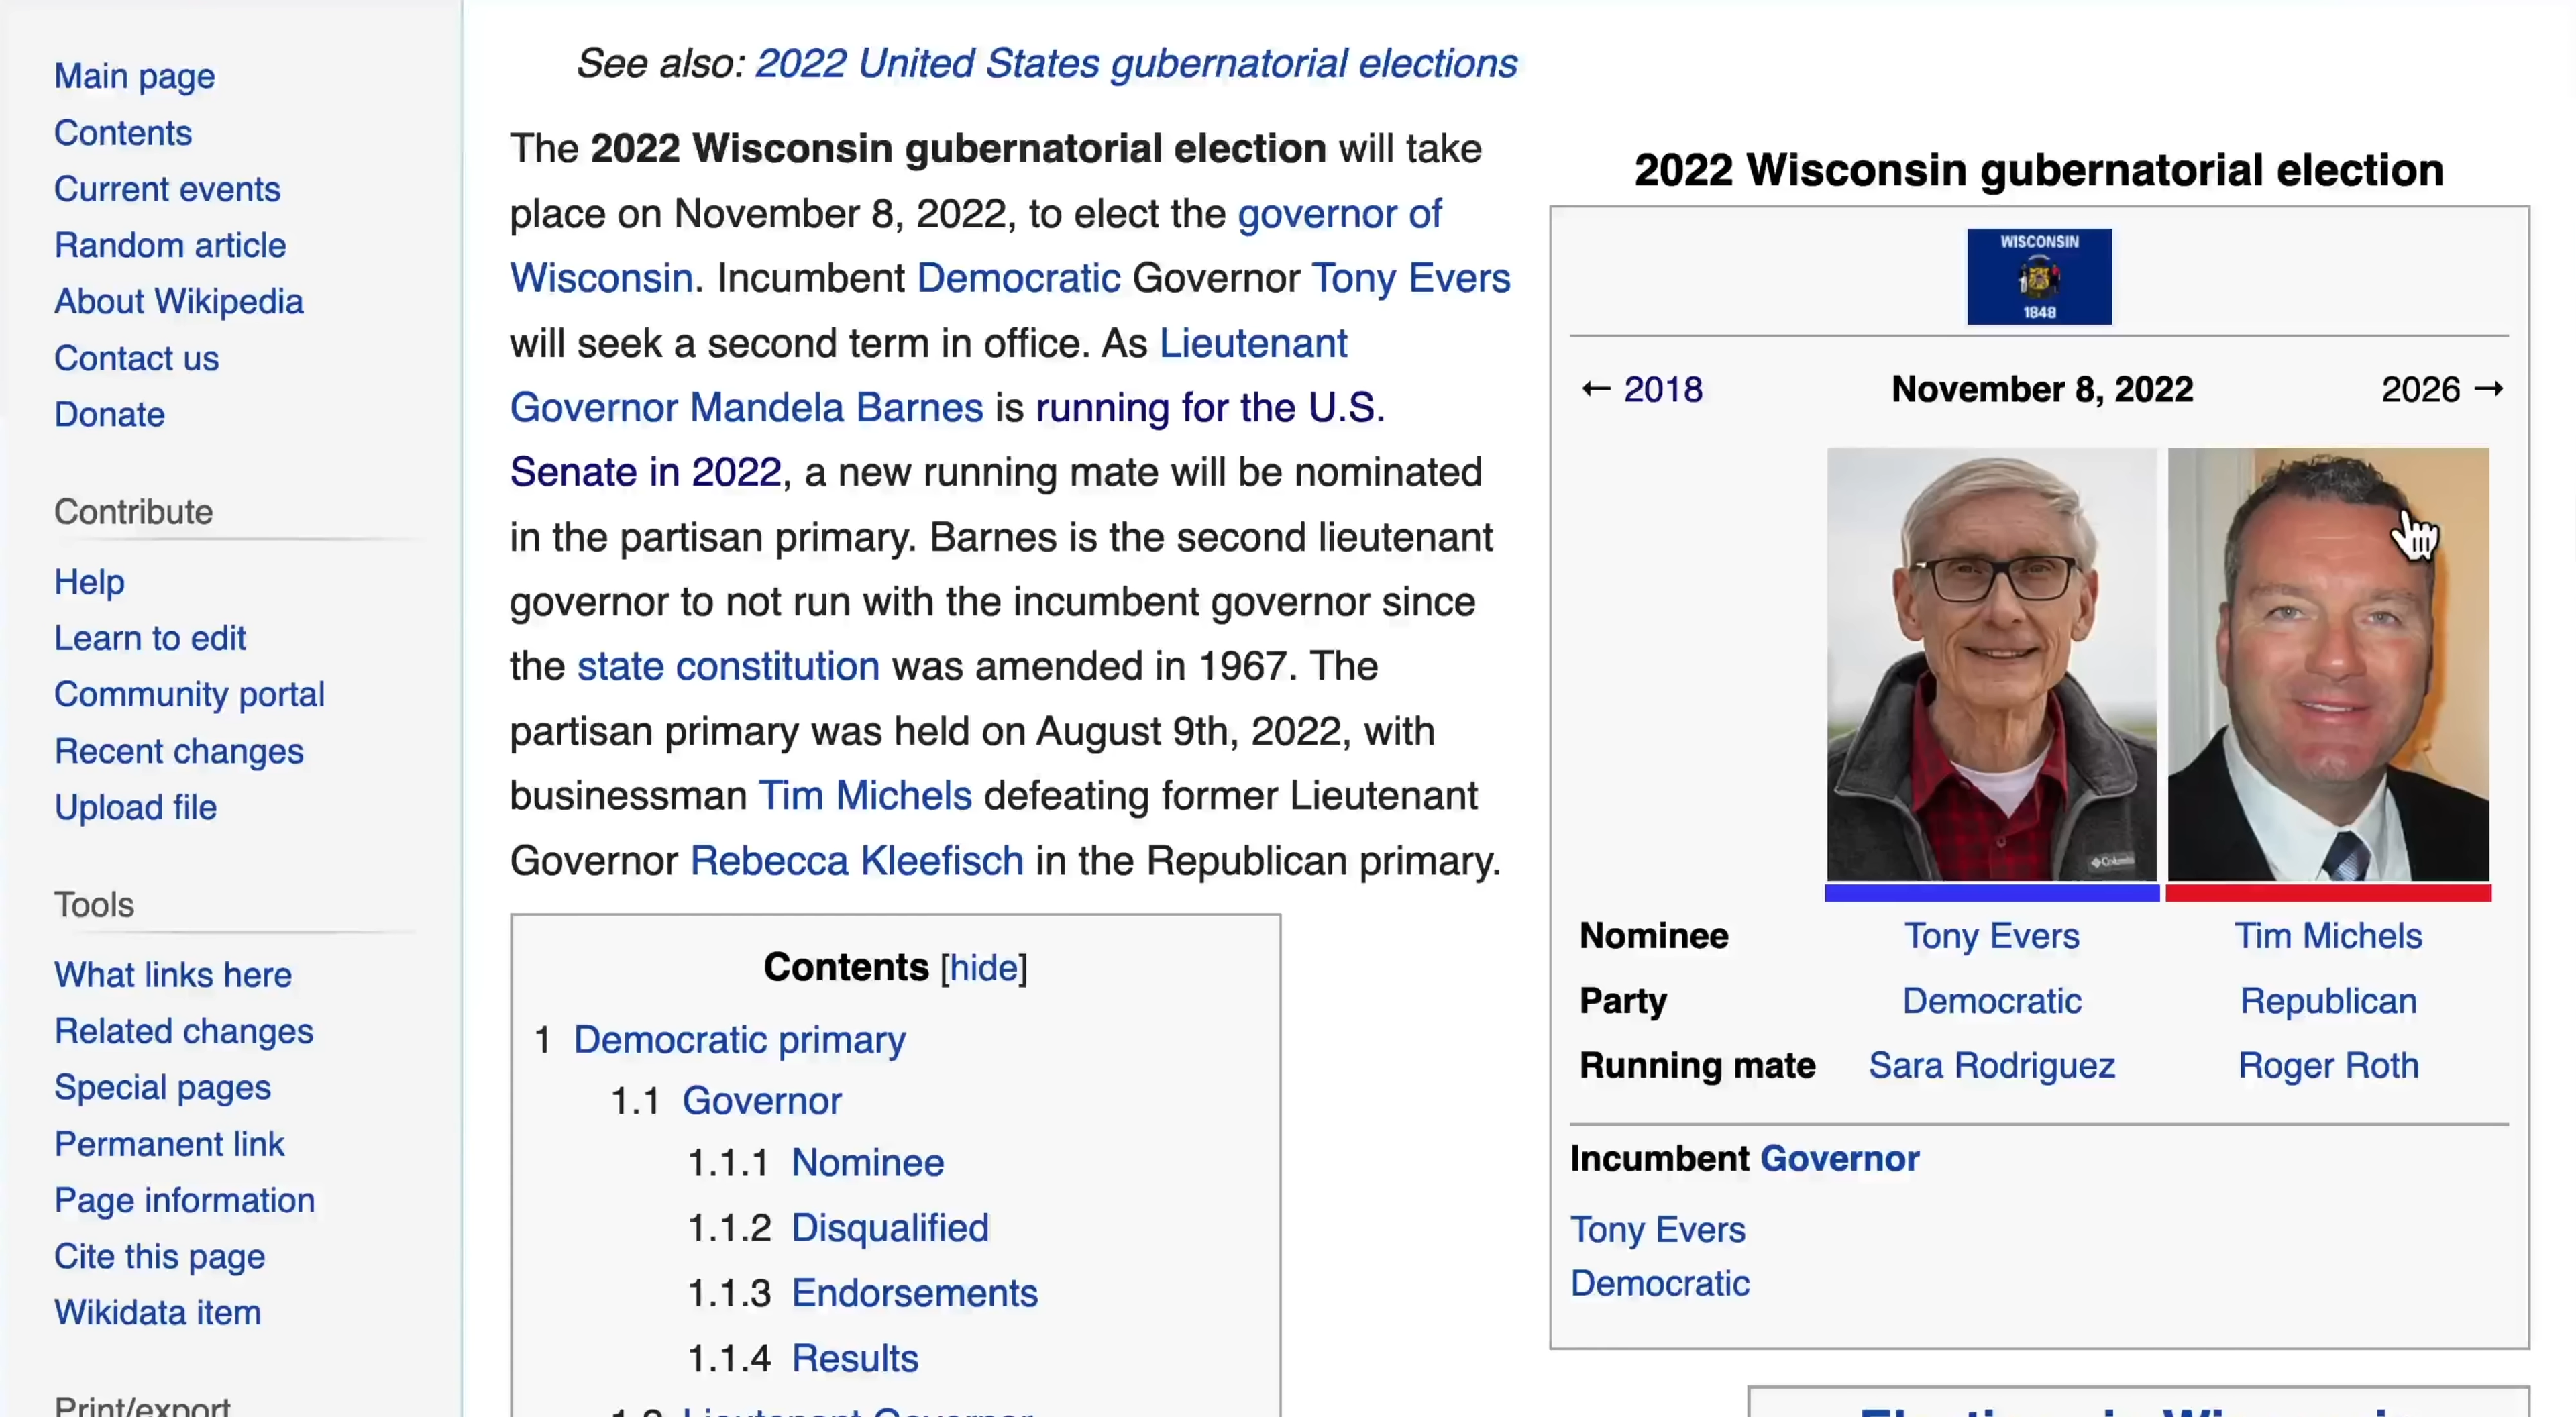 Main page
Contents
Current events
Random article
About Wikipedia
Contact us
Donate
Contribute
Help
Learn to edit
Community portal
Recent changes
Upload file
Tools
What links here
Related changes
Special pages
Permanent link
Page information
Cite this page
Wikidata item
Print/export
See also: 2022 United States gubernatorial elections
The 2022 Wisconsin gubernatorial election will take
place on November 8, 2022, to elect the governor of
Wisconsin. Incumbent Democratic Governor Tony Evers
will seek a second term in office. As Lieutenant
Governor Mandela Barnes is running for the U.S.
Senate in 2022, a new running mate will be nominated
in the partisan primary. Barnes is the second lieutenant
governor to not run with the incumbent governor since
the state constitution was amended in 1967. The
partisan primary was held on August 9th, 2022, with
businessman Tim Michels defeating former Lieutenant
Governor Rebecca Kleefisch in the Republican primary.
Contents [hide]
1 Democratic primary
1.1 Governor
1.1.1 Nominee
1.1.2 Disqualified
1.1.3 Endorsements
1.1.4 Results
1.2 Lieutenant Governor
2022 Wisconsin gubernatorial election
WISCONSIN
1848
← 2018 November 8, 2022 2026 →
Nominee Tony Evers Tim Michels
Party Democratic Republican
Running mate Sara Rodriguez Roger Roth
Incumbent Governor
Tony Evers
Democratic